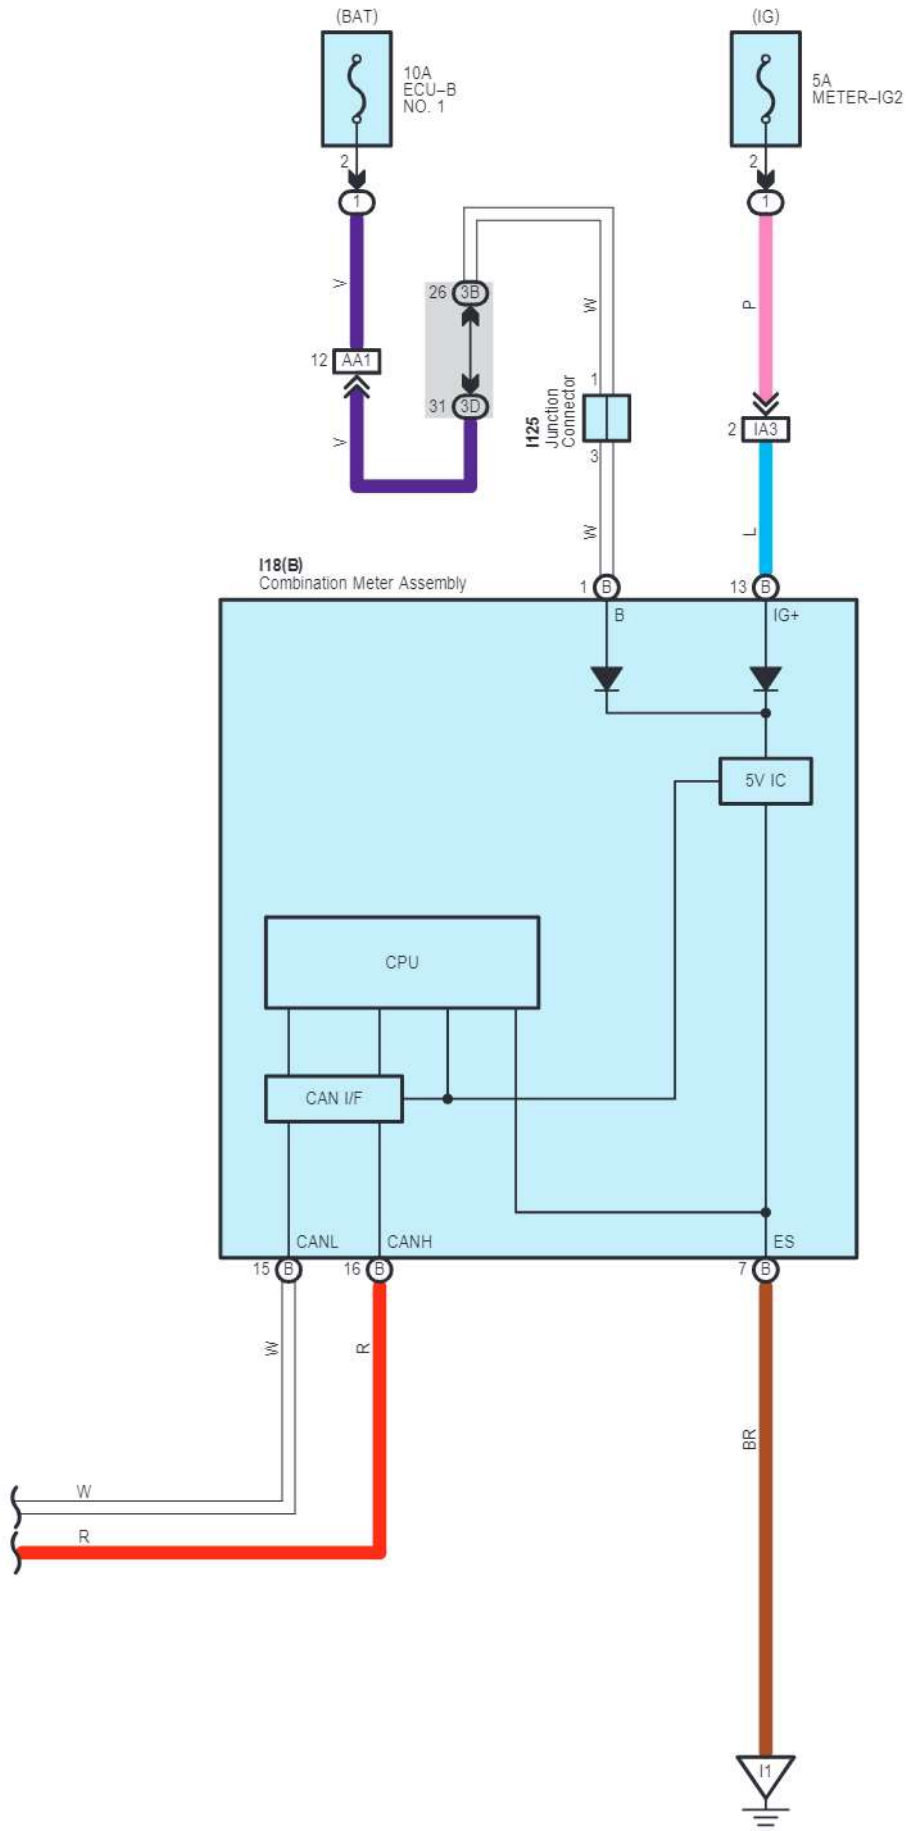 (BAT)
(IG)
10A
ECU–B
NO. 1
5A
METER–IG2
2
1
2
1
V
26 3B
W
P
12 AA1
1
31 3D
I125
Junction
Connector
2 IA3
V
3
W
L
I18(B)
Combination Meter Assembly
1 B
13 B
B
IG+
5V IC
CPU
CAN I/F
CANL
CANH
ES
15 B
16 B
7 B
W
R
BR
W
R
I1